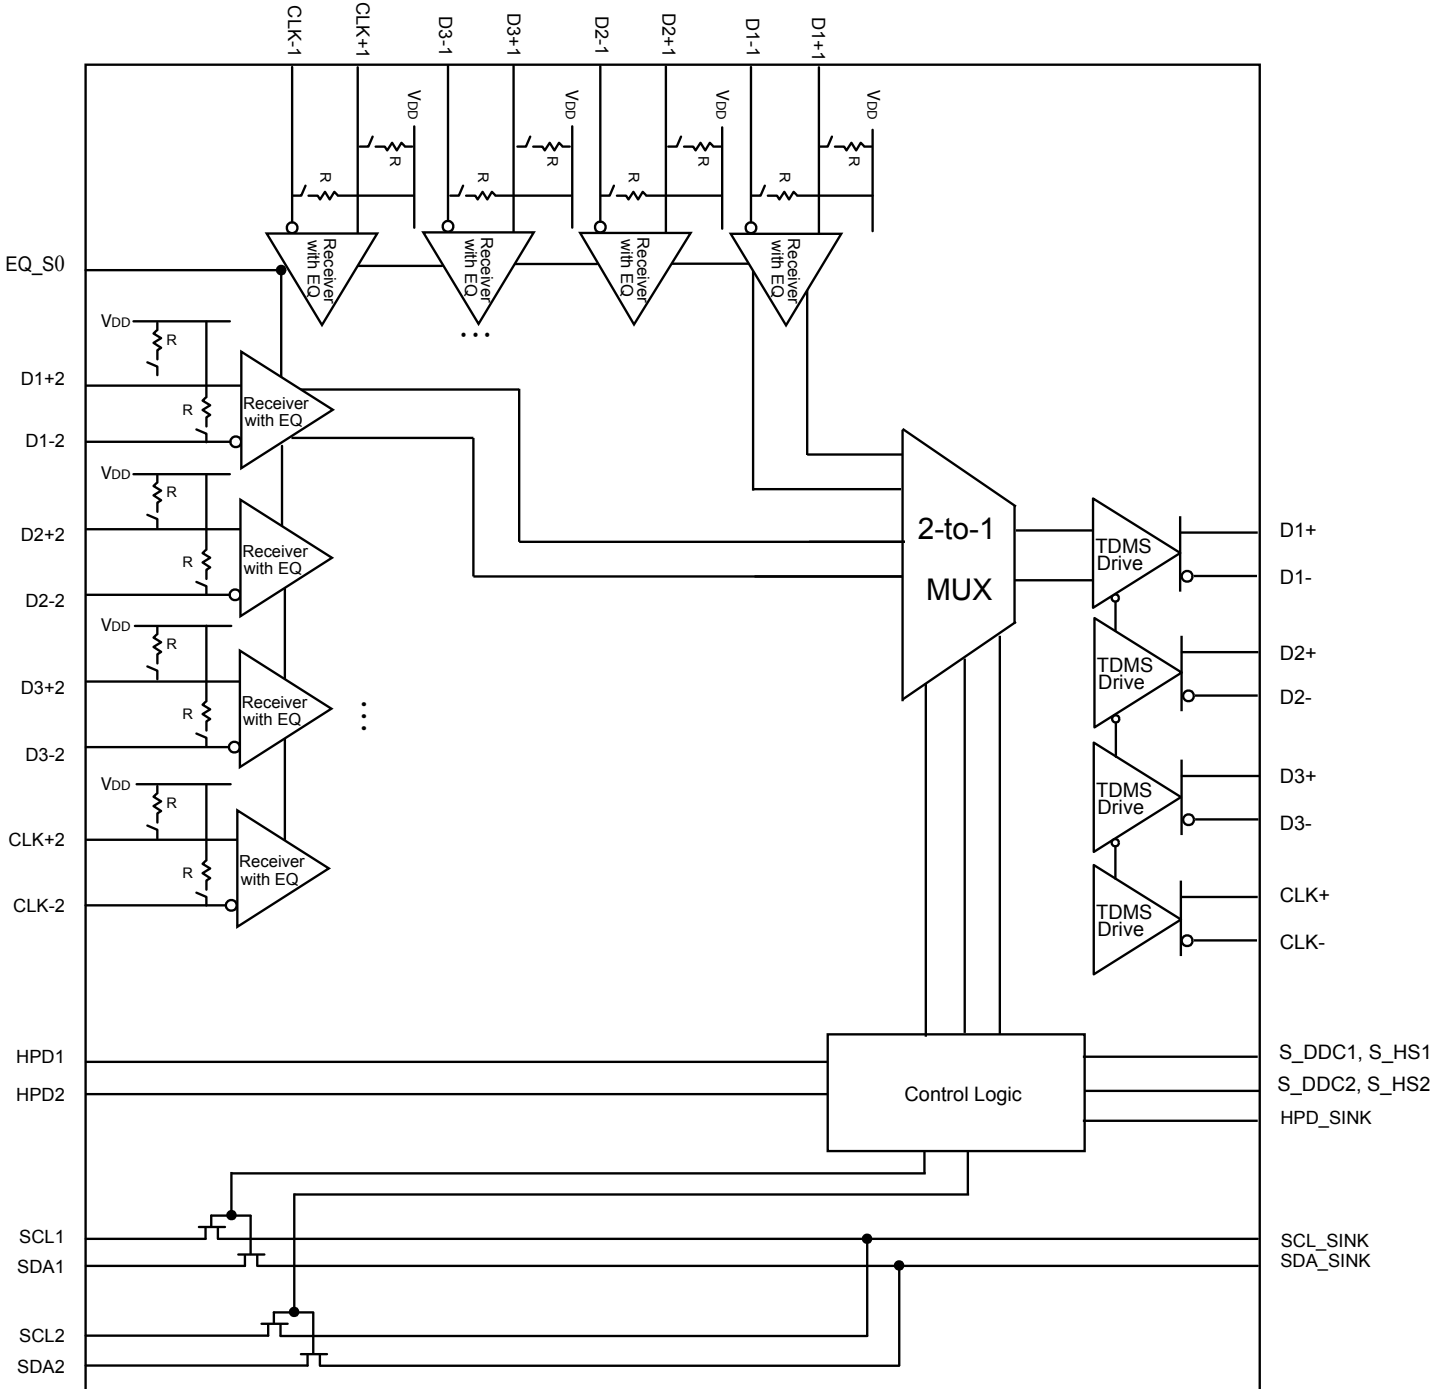 CLK-1
CLK+1
D3-1
D3+1
D2-1
D2+1
D1-1
D1+1
VDD
VDD
VDD
VDD
R
R
R
R
R
R
R
R
Receiver
with EQ
Receiver
with EQ
Receiver
with EQ
Receiver
with EQ
...
EQ_S0
VDD
R
D1+2
R
Receiver
with EQ
D1-2
VDD
R
D2+2
R
Receiver
with EQ
D2-2
VDD
R
D3+2
R
Receiver
with EQ
D3-2
...
VDD
R
CLK+2
R
Receiver
with EQ
CLK-2
2-to-1
MUX
TDMS
Drive
D1+
D1-
TDMS
Drive
D2+
D2-
TDMS
Drive
D3+
D3-
TDMS
Drive
CLK+
CLK-
HPD1
HPD2
Control Logic
S_DDC1, S_HS1
S_DDC2, S_HS2
HPD_SINK
SCL1
SDA1
SCL_SINK
SDA_SINK
SCL2
SDA2